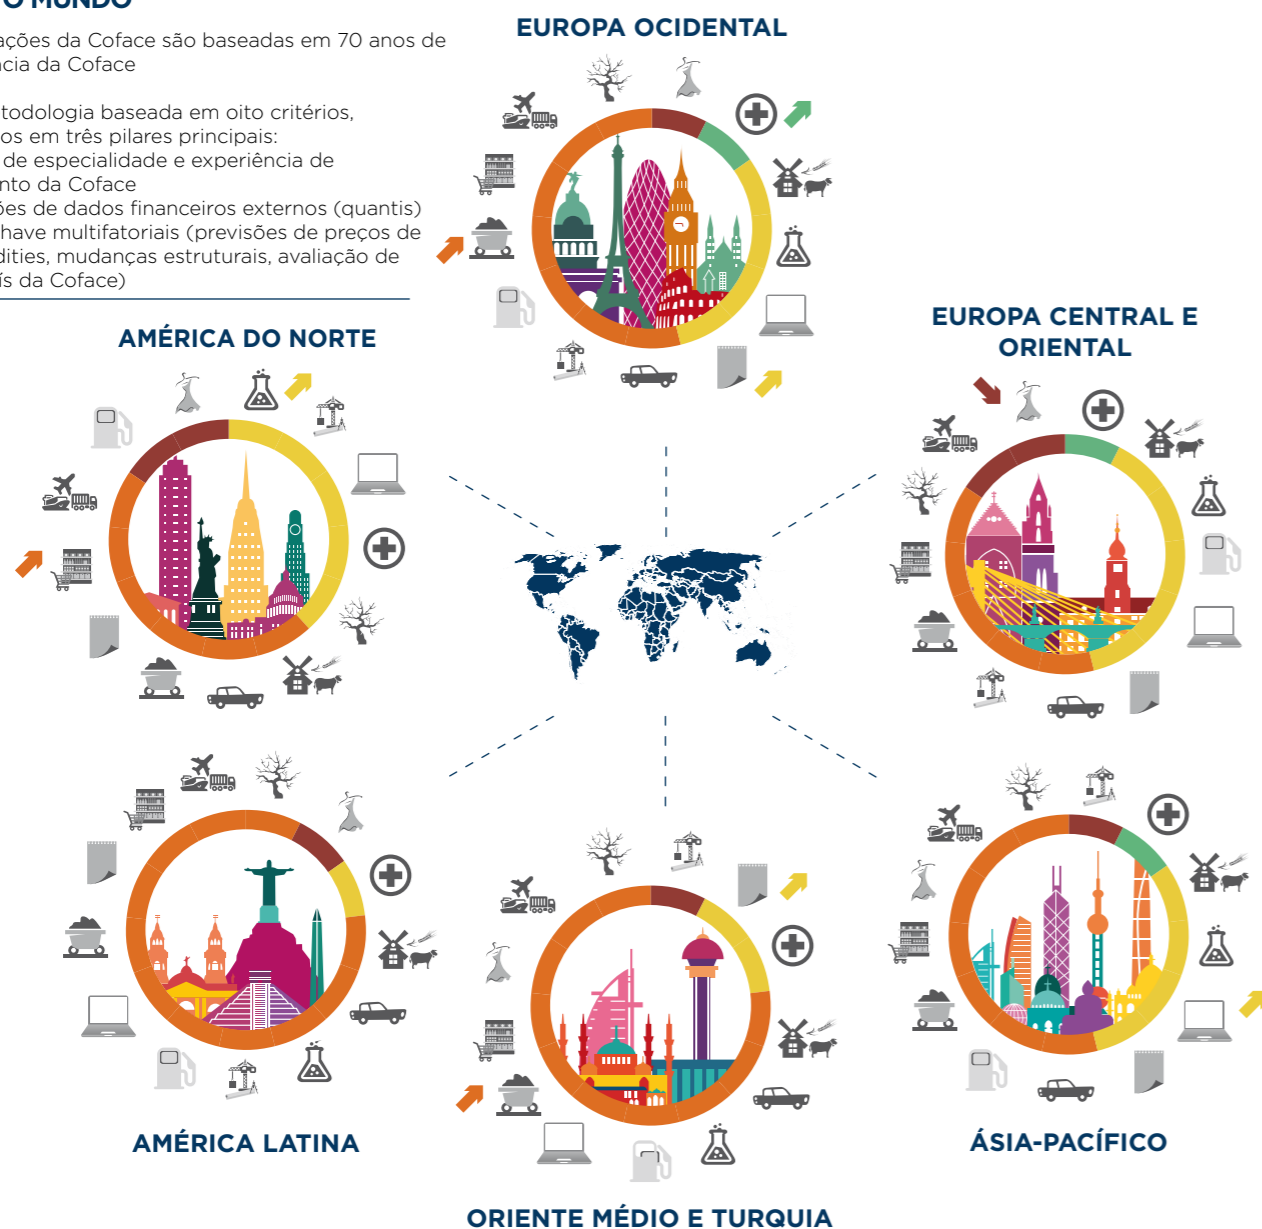 O MUNDO
ações da Coface são baseadas em 70 anos de
cia da Coface
todologia baseada em oito critérios,
os em três pilares principais:
de especialidade e experiência de
nto da Coface
ões de dados financeiros externos (quantis)
have multifatoriais (previsões de preços de
dities, mudanças estruturais, avaliação de
ís da Coface)
EUROPA OCIDENTAL
AMÉRICA DO NORTE
EUROPA CENTRAL E
ORIENTAL
AMÉRICA LATINA
ORIENTE MÉDIO E TURQUIA
ÁSIA-PACÍFICO